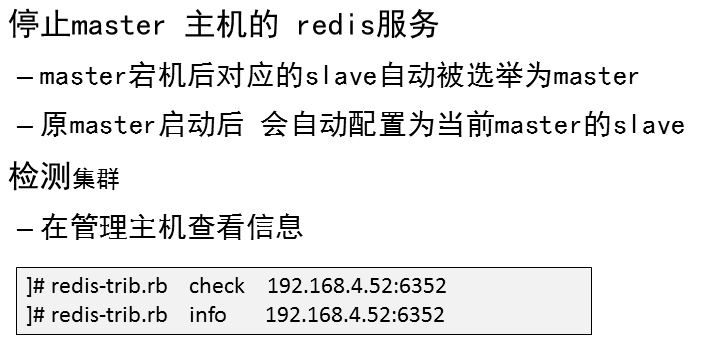 停止master 主机的 redis服务
– master宕机后对应的slave自动被选举为master
– 原master启动后 会自动配置为当前master的slave
检测集群
– 在管理主机查看信息
]# redis-trib.rb check 192.168.4.52:6352
]# redis-trib.rb info 192.168.4.52:6352